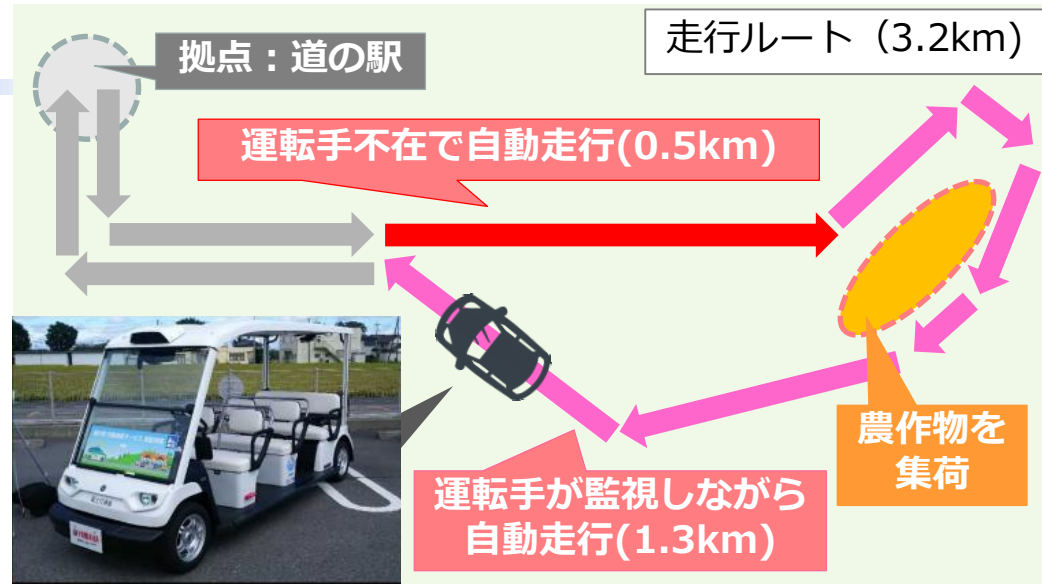 走行ルート（3.2km)
拠点：道の駅
運転手不在で自動走行(0.5km)
農作物を
集荷
運転手が監視しながら
自動走行(1.3km)
YAMAHA